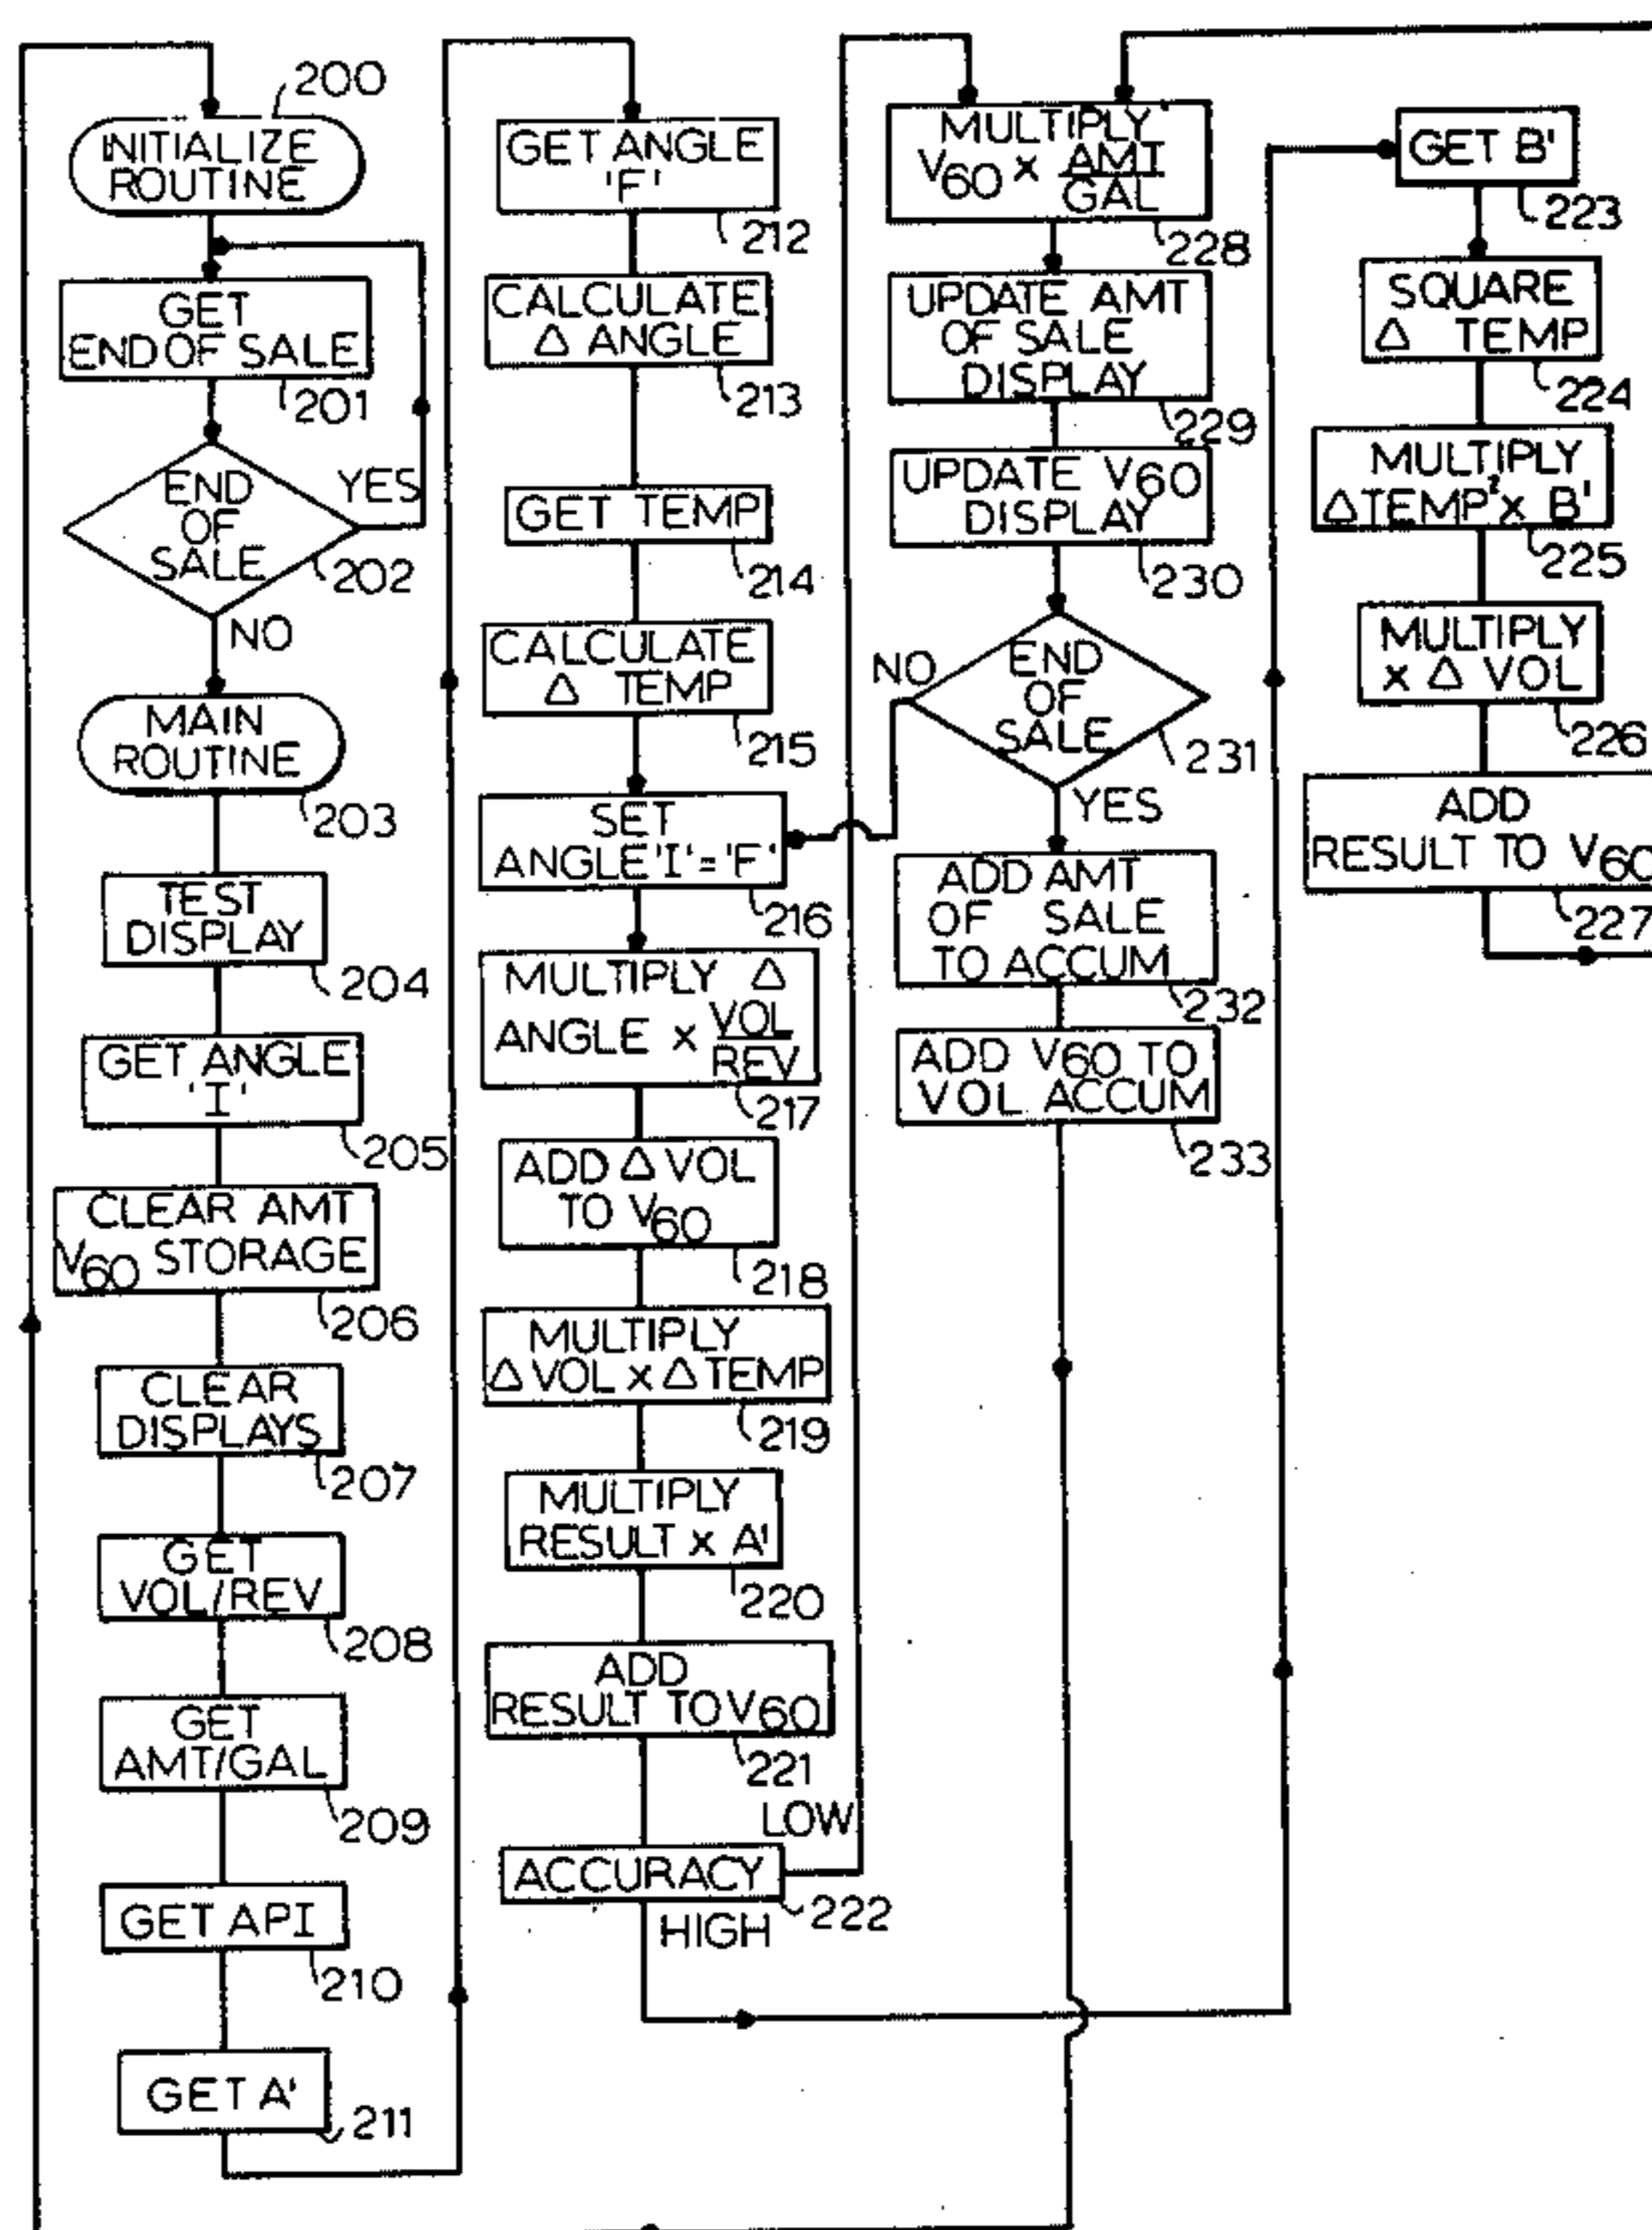 200
INITIALIZE
ROUTINE
GET
END OF SALE
201
END
OF
SALE
YES
202
NO
MAIN
ROUTINE
203
TEST
DISPLAY
204
GET ANGLE
'I'
205
CLEAR AMT
V60 STORAGE
206
CLEAR
DISPLAYS
207
GET
VOL/REV
208
GET
AMT/GAL
209
GET API
210
GET A'
211
GET ANGLE
'F'
212
CALCULATE
Δ ANGLE
213
GET TEMP
214
CALCULATE
Δ TEMP
215
SET
ANGLE 'I' = 'F'
216
MULTIPLY Δ
ANGLE x VOL
REV
217
ADD Δ VOL
TO V60
218
MULTIPLY
Δ VOL x Δ TEMP
219
MULTIPLY
RESULT x A'
220
ADD
RESULT TO V60
221
LOW
ACCURACY
222
HIGH
MULTIPLY
V60 x AMT
GAL
228
UPDATE AMT
OF SALE
DISPLAY
229
UPDATE V60
DISPLAY
230
NO
END
OF
SALE
231
YES
ADD AMT
OF SALE
TO ACCUM
232
ADD V60 TO
VOL ACCUM
233
GET B'
223
SQUARE
Δ TEMP
224
MULTIPLY
ΔTEMP² x B'
225
MULTIPLY
x Δ VOL
226
ADD
RESULT TO V60
227